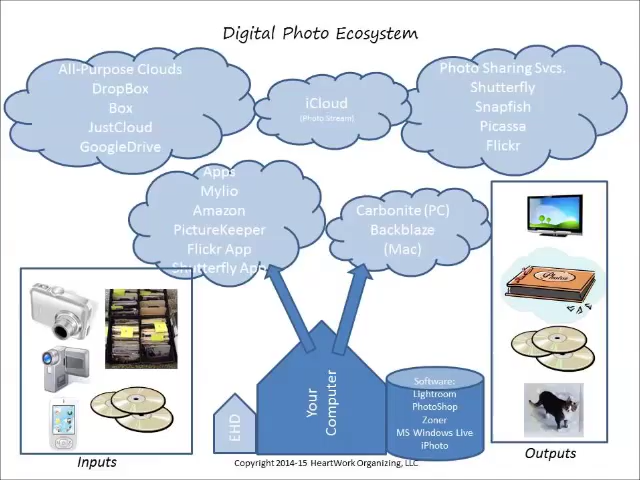 Digital Photo Ecosystem
All-Purpose Clouds
DropBox
Box
JustCloud
GoogleDrive
iCloud
(Photo Stream)
Photo Sharing Svcs.
Shutterfly
Snapfish
Picassa
Flikr
Apps
Mylio
Amazon
PictureKeeper
Flickr App
Shutterfly App
Carbonite (PC)
Backblaze
(Mac)
Photos
Your
Computer
EHD
Software:
Lightroom
PhotoShop
Zoner
MS Windows Live
iPhoto
Inputs
Outputs
Copyright 2014-15 HeartWork Organizing, LLC